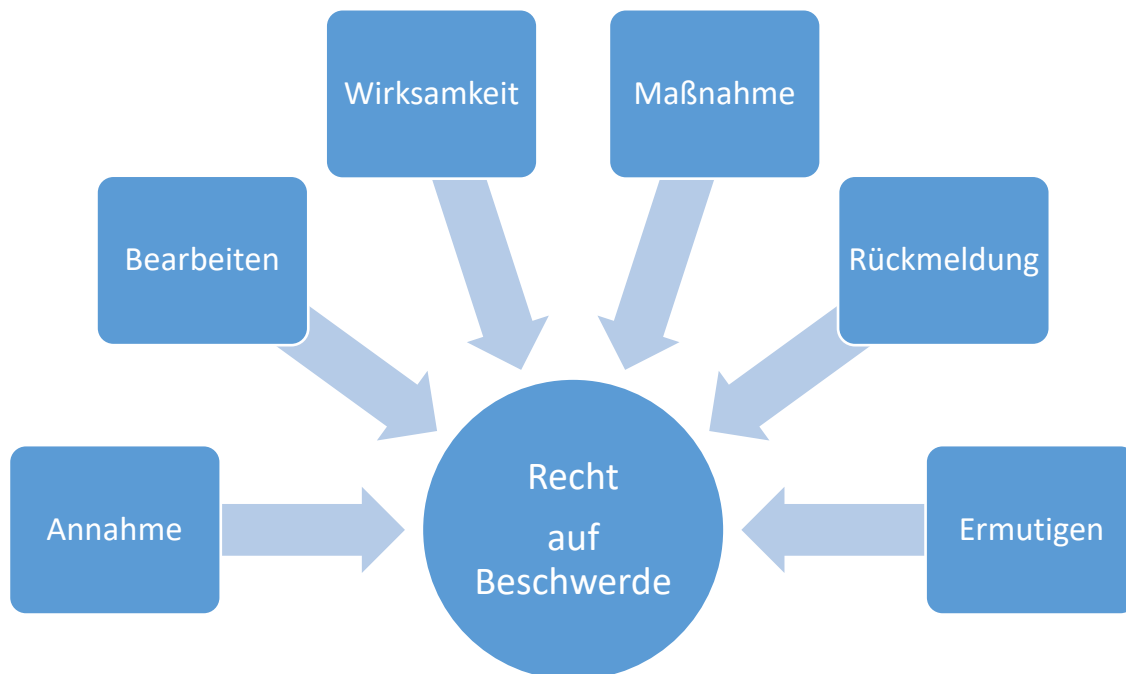 Wirksamkeit
Maßnahme
Bearbeiten
Rückmeldung
Annahme
Recht
auf
Beschwerde
Ermutigen